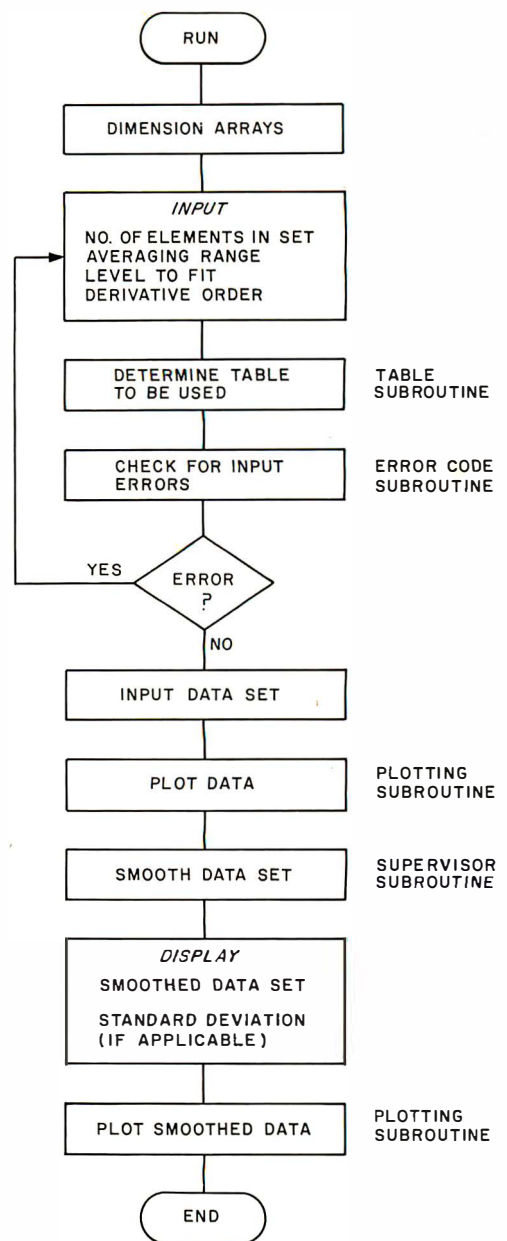 RUN
DIMENSION ARRAYS
INPUT
NO. OF ELEMENTS IN SET
AVERAGING RANGE
LEVEL TO FIT
DERIVATIVE ORDER
DETERMINE TABLE
TO BE USED
TABLE
SUBROUTINE
CHECK FOR INPUT
ERRORS
ERROR CODE
SUBROUTINE
YES
ERROR
?
NO
INPUT DATA SET
PLOT DATA
PLOTTING
SUBROUTINE
SMOOTH DATA SET
SUPERVISOR
SUBROUTINE
DISPLAY
SMOOTHED DATA SET
STANDARD DEVIATION
(IF APPLICABLE)
PLOT SMOOTHED DATA
PLOTTING
SUBROUTINE
END